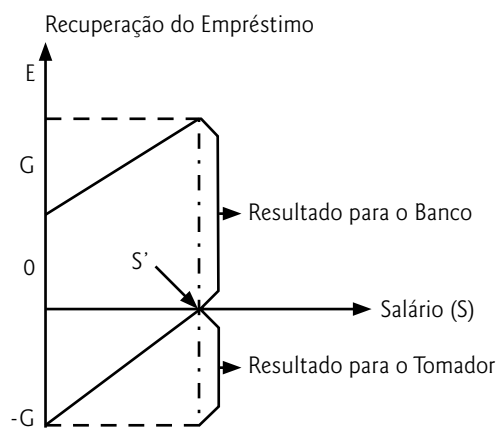 Recuperação do Empréstimo
E
G
Resultado para o Banco
0
S'
Salário (S)
Resultado para o Tomador
-G